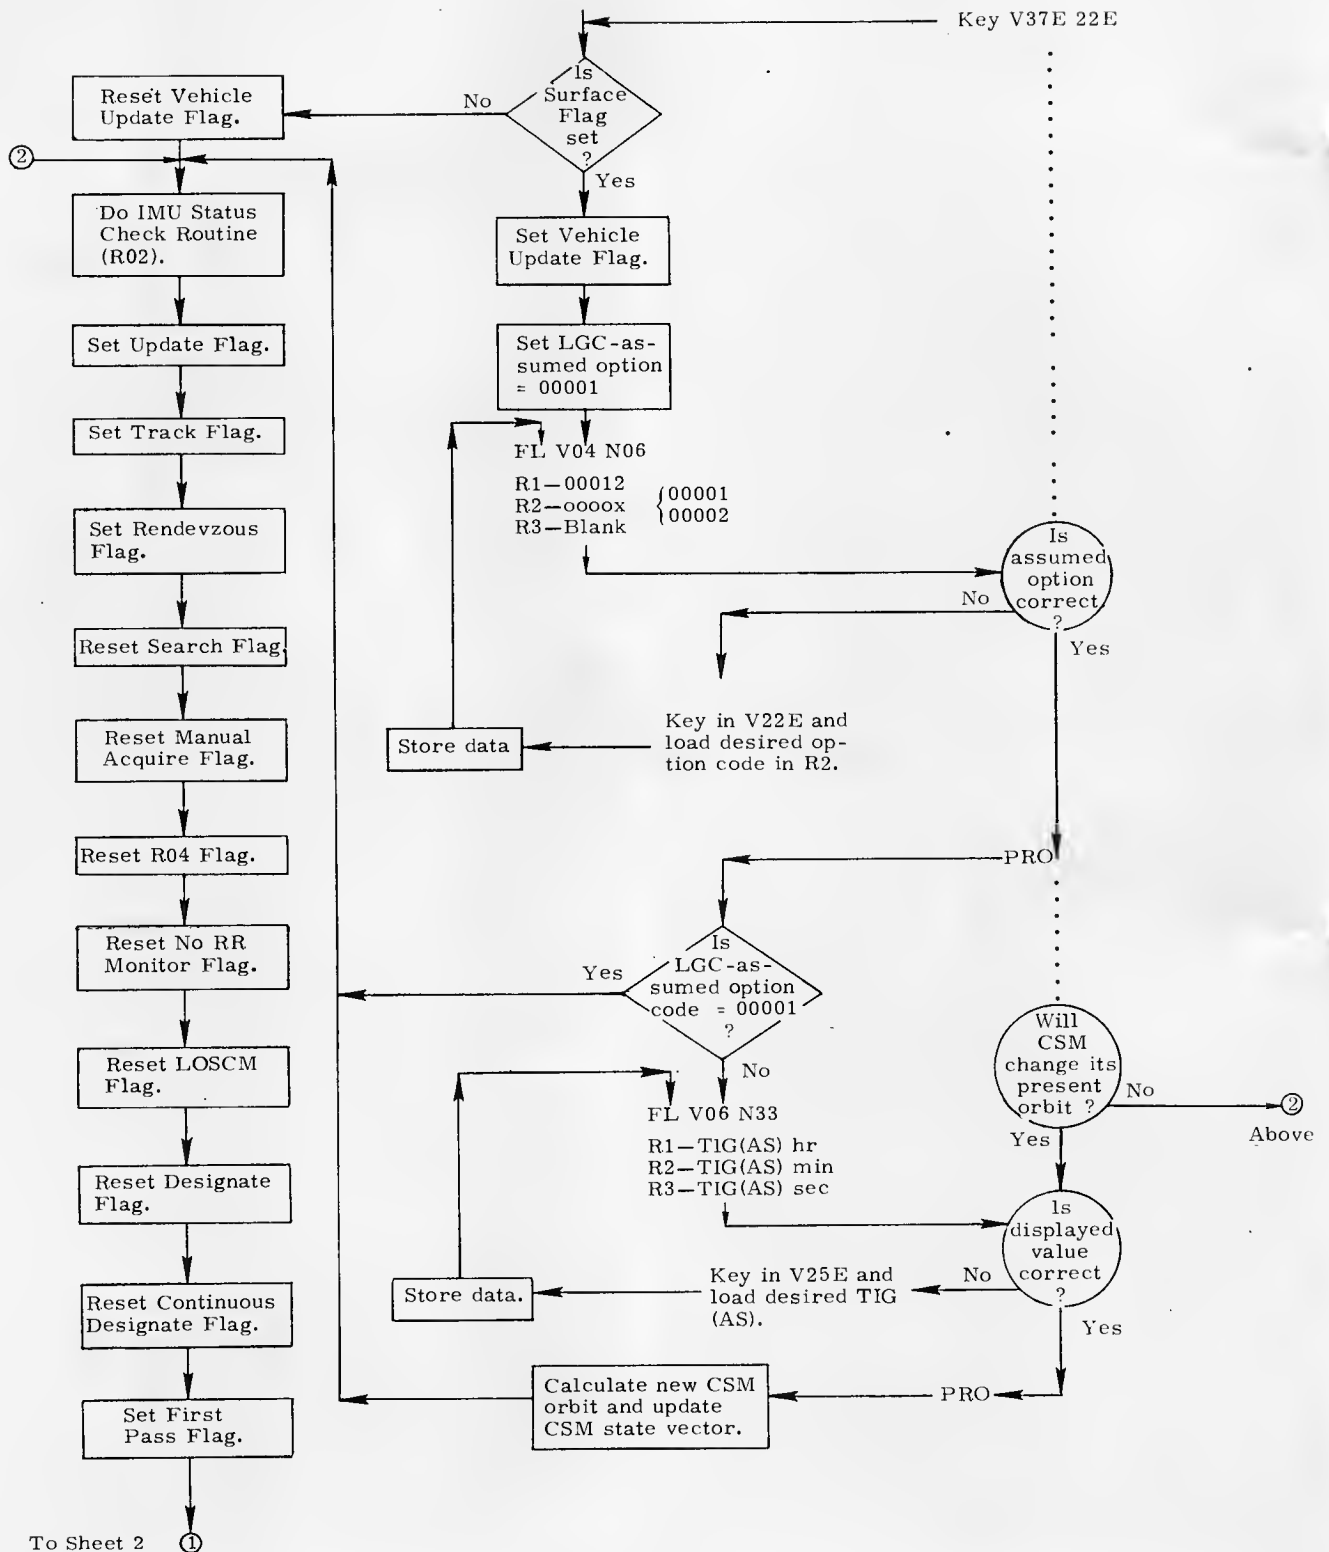 Key V37E 22E
Is
Surface
Flag
set
?
No
Yes
Reset Vehicle
Update Flag.
②
Do IMU Status
Check Routine
(R02).
Set Update Flag.
Set Track Flag.
Set Rendevzous
Flag.
Reset Search Flag
Reset Manual
Acquire Flag.
Reset R04 Flag.
Reset No RR
Monitor Flag.
Reset LOSCM
Flag.
Reset Designate
Flag.
Reset Continuous
Designate Flag.
Set First
Pass Flag.
To Sheet 2 ①
Set Vehicle
Update Flag.
Set LGC-as-
sumed option
= 00001
FL V04 N06
R1—00012
R2—oooox
R3—Blank
00001
00002
Is
assumed
option
correct
?
No
Yes
Key in V22E and
load desired op-
tion code in R2.
Store data
PRO
Is
LGC-as-
sumed option
code = 00001
?
Yes
No
FL V06 N33
R1—TIG(AS) hr
R2—TIG(AS) min
R3—TIG(AS) sec
Will
CSM
change its
present
orbit ?
No
②
Above
Yes
Is
displayed
value
correct
?
No
Yes
Key in V25E and
load desired TIG
(AS).
Store data.
PRO
Calculate new CSM
orbit and update
CSM state vector.